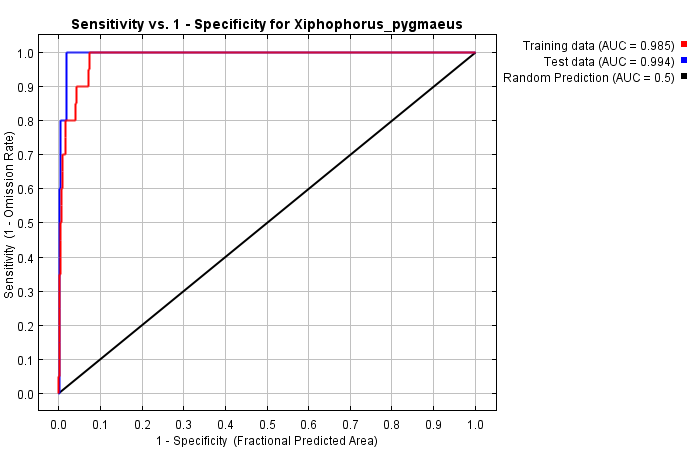 Sensitivity vs. 1 - Specificity for Xiphophorus_pygmaeus
Training data (AUC = 0.985)
Test data (AUC = 0.994)
Random Prediction (AUC = 0.5)
Sensitivity (1 - Omission Rate)
1.0
0.9
0.8
0.7
0.6
0.5
0.4
0.3
0.2
0.1
0.0
0.0 0.1 0.2 0.3 0.4 0.5 0.6 0.7 0.8 0.9 1.0
1 - Specificity (Fractional Predicted Area)